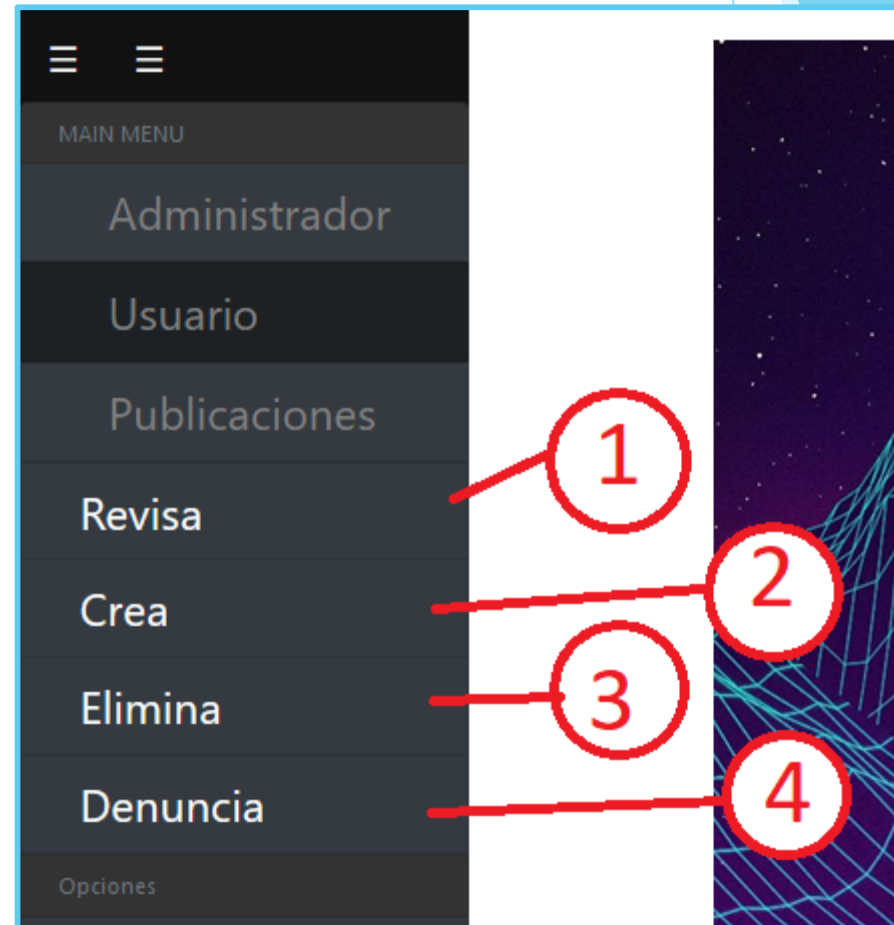 MAIN MENU
Administrador
Usuario
Publicaciones
1
Revisa
2
Crea
3
Elimina
4
Denuncia
Opciones